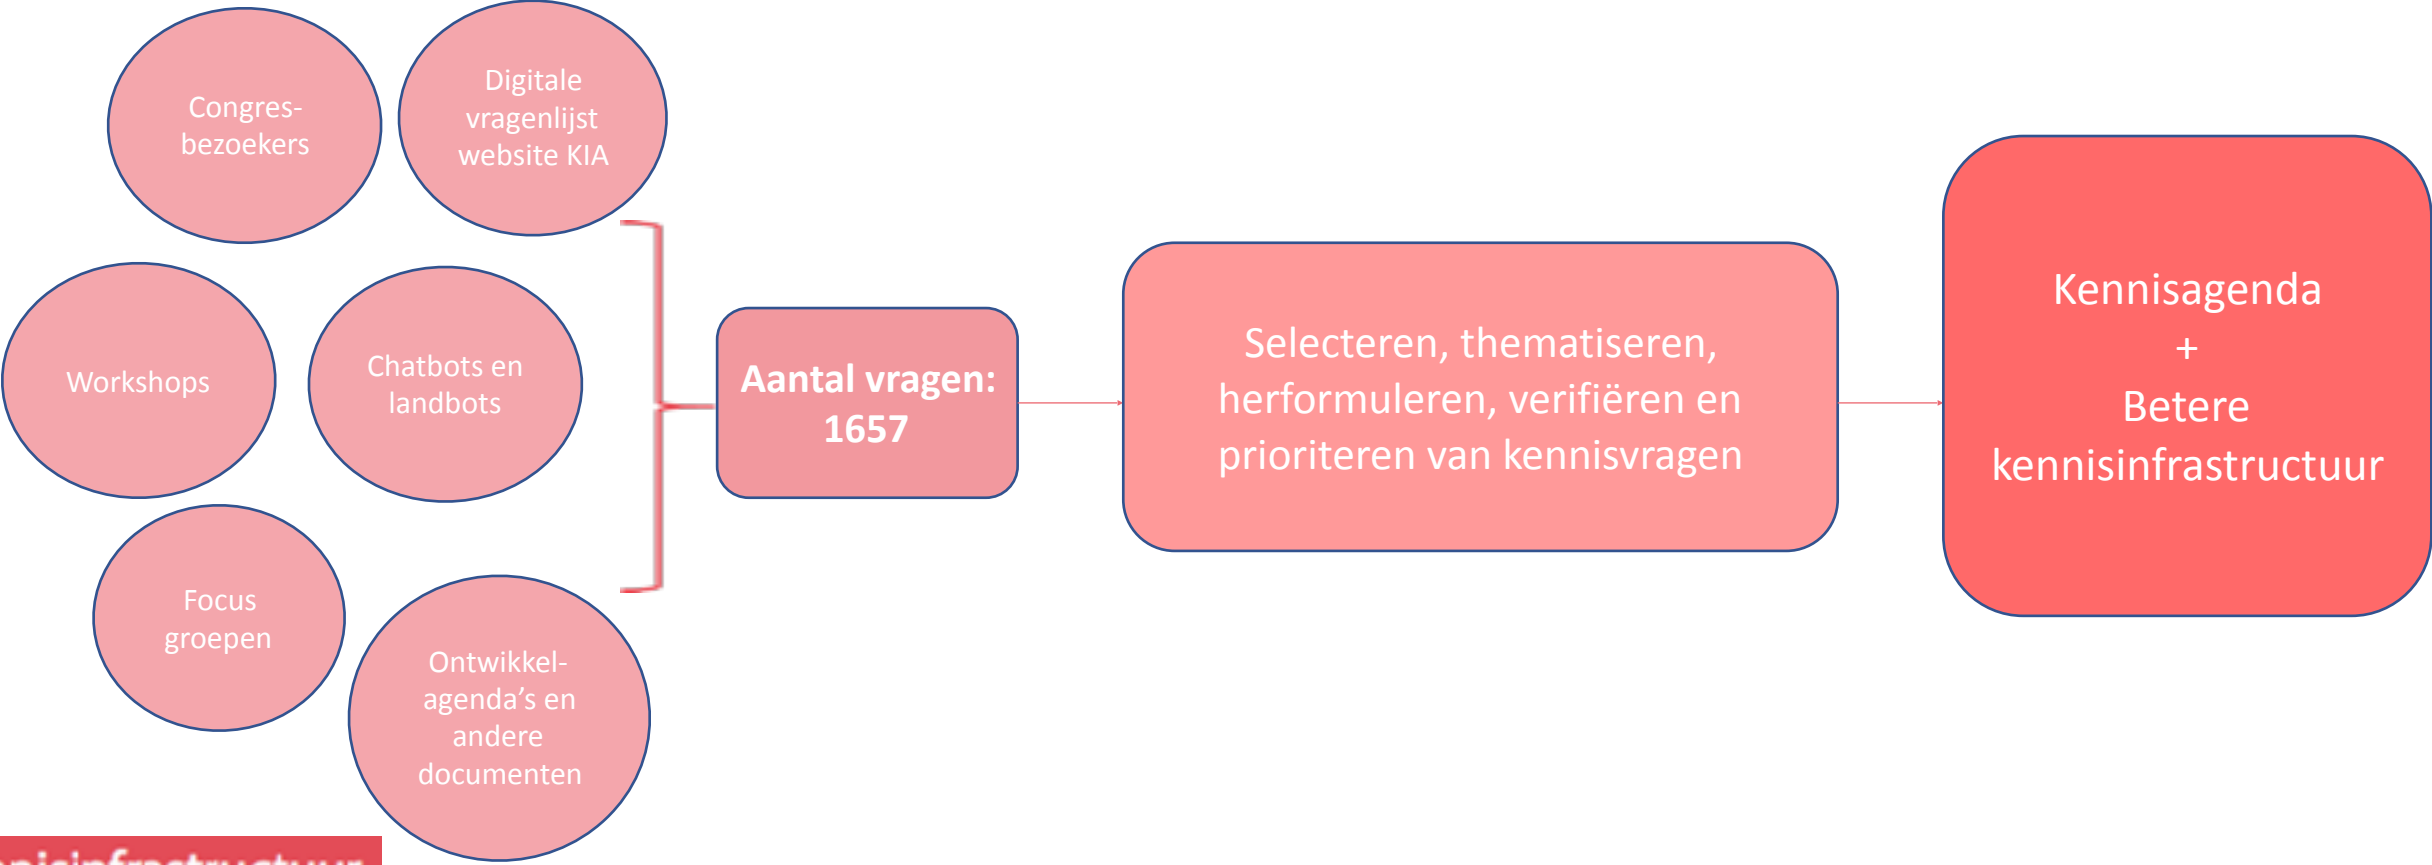 Congres-
bezoekers
Digitale
vragenlijst
website KIA
Workshops
Chatbots en
landbots
Focus
groepen
Ontwikkel-
agenda’s en
andere
documenten
Aantal vragen:
1657
Selecteren, thematiseren,
herformuleren, verifiëren en
prioriteren van kennisvragen
Kennisagenda
+
Betere
kennisinfrastructuur